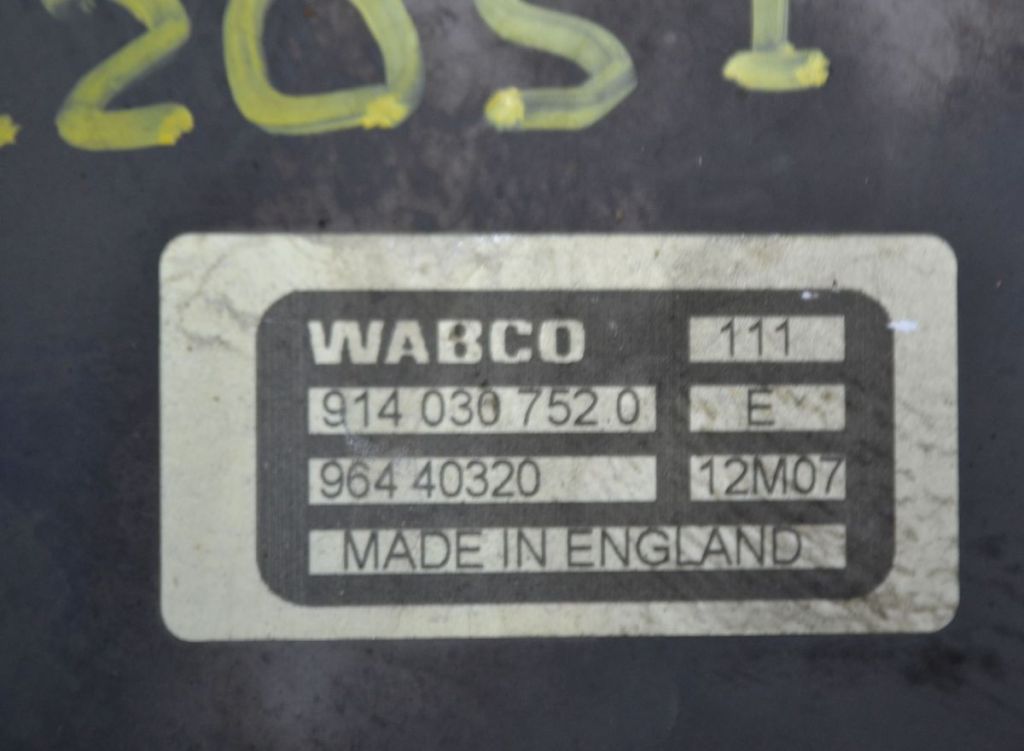 WABCO 111
914 030 752 0 E
964 40320 12M07
MADE IN ENGLAND